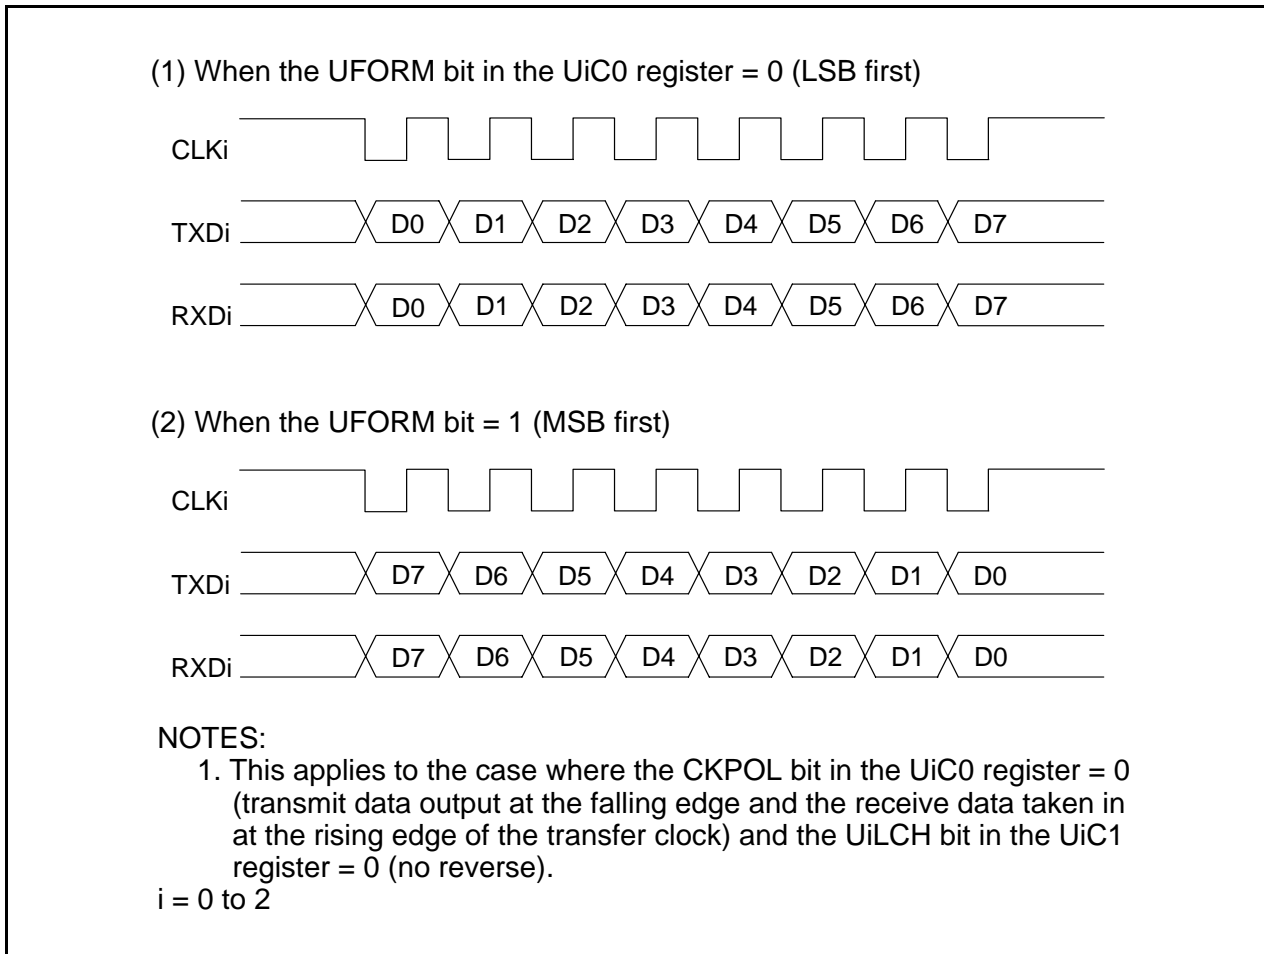 (1) When the UFORM bit in the UiC0 register = 0 (LSB first)
CLKi
TXDi D0 D1 D2 D3 D4 D5 D6 D7
RXDi D0 D1 D2 D3 D4 D5 D6 D7
(2) When the UFORM bit = 1 (MSB first)
CLKi
TXDi D7 D6 D5 D4 D3 D2 D1 D0
RXDi D7 D6 D5 D4 D3 D2 D1 D0
NOTES:
1. This applies to the case where the CKPOL bit in the UiC0 register = 0
(transmit data output at the falling edge and the receive data taken in
at the rising edge of the transfer clock) and the UiLCH bit in the UiC1
register = 0 (no reverse).
i = 0 to 2